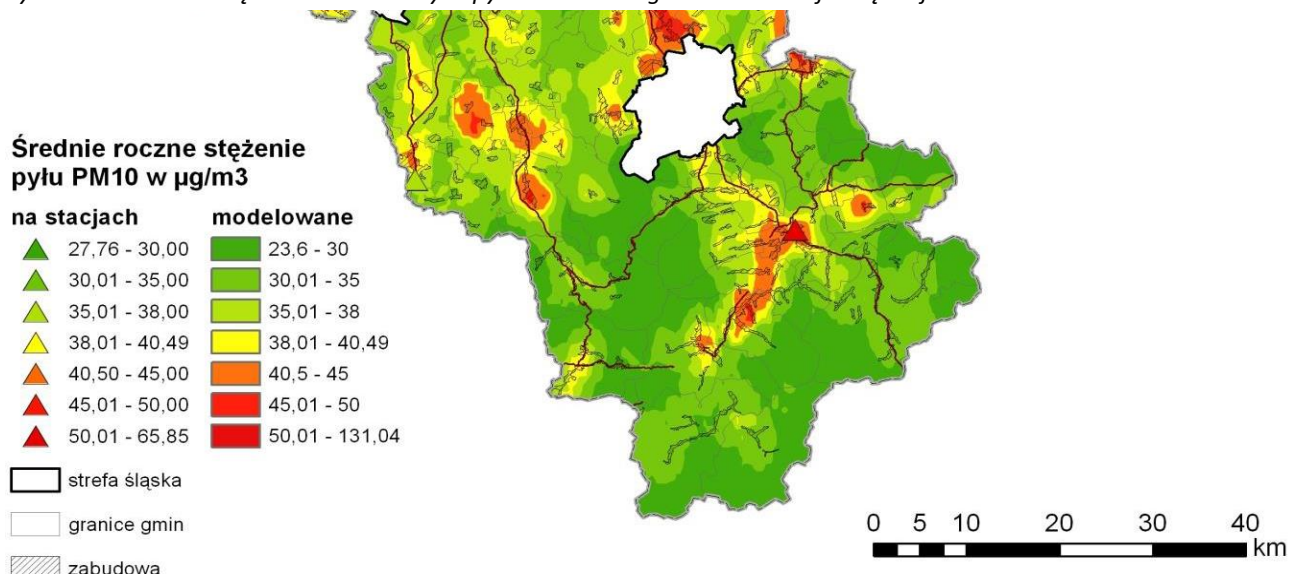 Średnie roczne stężenie
pyłu PM10 w µg/m3
na stacjach modelowane
27,76 - 30,00 23,6 - 30
30,01 - 35,00 30,01 - 35
35,01 - 38,00 35,01 - 38
38,01 - 40,49 38,01 - 40,49
40,50 - 45,00 40,5 - 45
45,01 - 50,00 45,01 - 50
50,01 - 65,85 50,01 - 131,04
strefa śląska
granice gmin
zabudowa
0 5 10 20 30 40
km